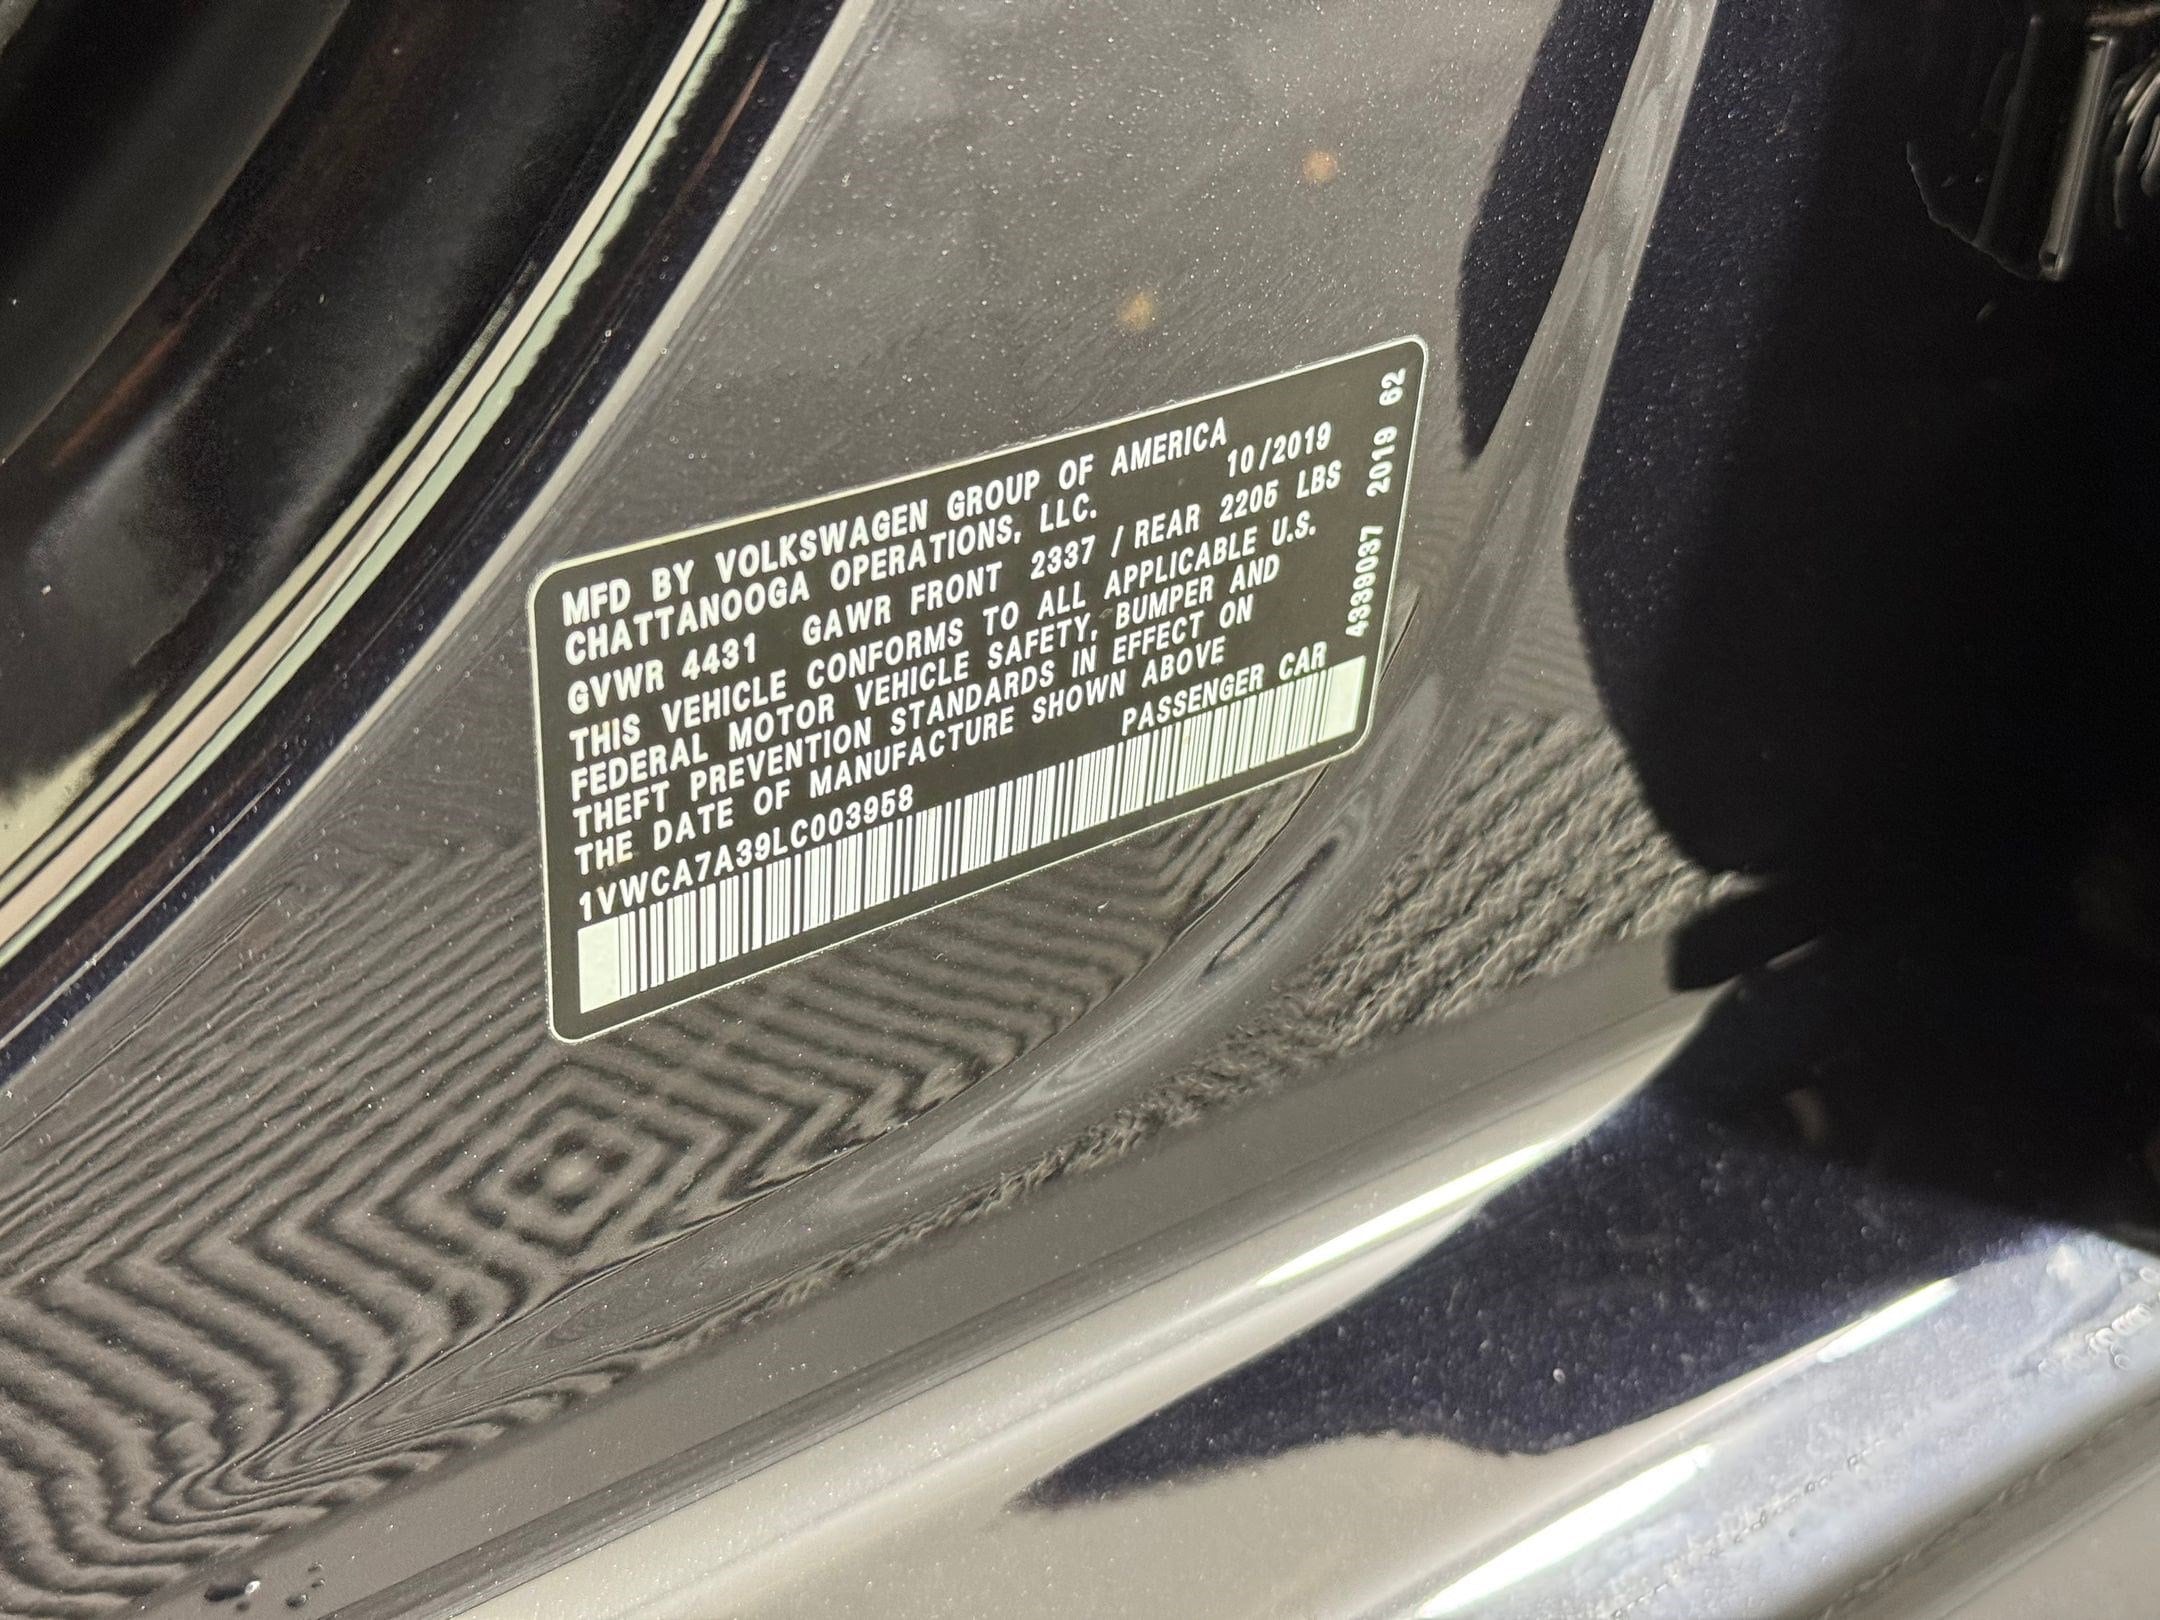 MFD BY VOLKSWAGEN GROUP OF AMERICA
CHATTANOOGA OPERATIONS, LLC. 10/2019
GVWR 4431 GAWR FRONT 2337 / REAR 2205 LBS
THIS VEHICLE CONFORMS TO ALL APPLICABLE U.S.
FEDERAL MOTOR VEHICLE SAFETY, BUMPER AND
THEFT PREVENTION STANDARDS IN EFFECT ON
THE DATE OF MANUFACTURE SHOWN ABOVE
1VWCA7A39LC003958 PASSENGER CAR
4339037 2019 62